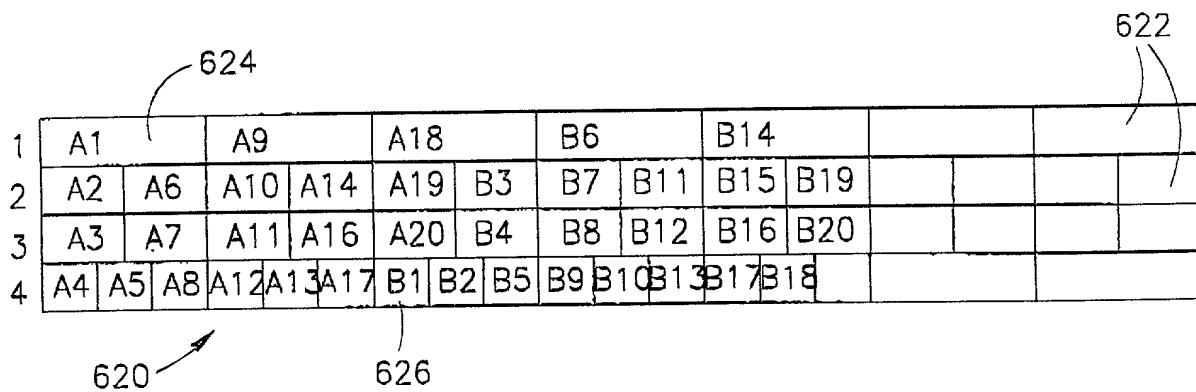 622
624
1 A1 A9 A18 B6 B14
2 A2 A6 A10 A14 A19 B3 B7 B11 B15 B19
3 A3 A7 A11 A16 A20 B4 B8 B12 B16 B20
4 A4 A5 A8 A12 A13 A17 B1 B2 B5 B9 B10 B13 B17 B18
620 626